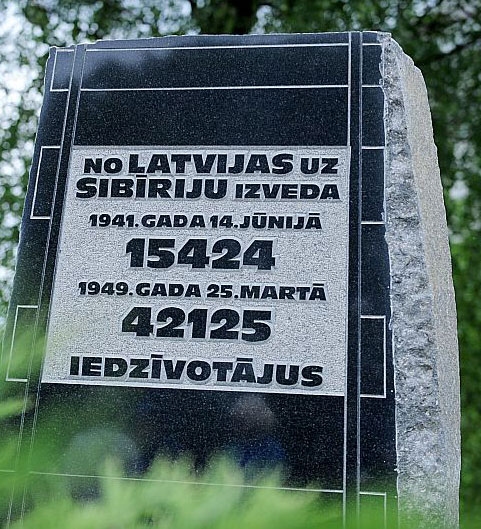 NO LATVIJAS UZ
SIBĪRIJU IZVEDA
1941.GADA 14.JŪNIJĀ
15424
1949.GADA 25.MARTĀ
42125
IEDZĪVOTĀJUS